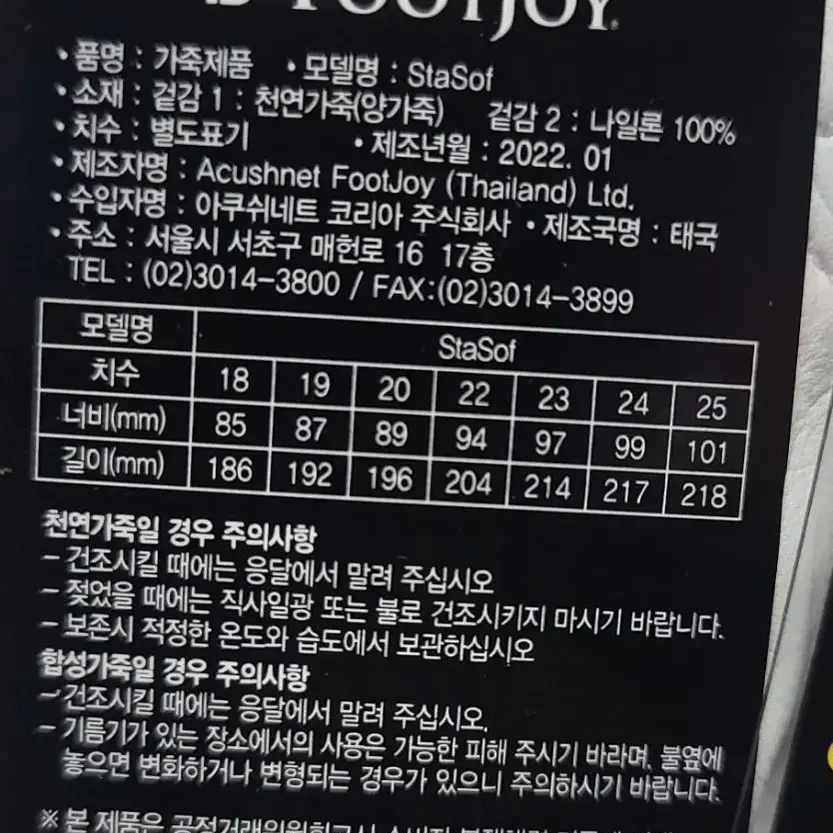 FOOTJOY®
•품명 : 가죽제품 •모델명 : StaSof
•소재 : 겉감 1 : 천연가죽(양가죽) 겉감 2 : 나일론 100%
•치수 : 별도표기 •제조년월 : 2022. 01
•제조자명 : Acushnet FootJoy (Thailand) Ltd.
•수입자명 : 아쿠쉬네트 코리아 주식회사 •제조국명 : 태국
•주소 : 서울시 서초구 매헌로 16 17층
TEL : (02)3014-3800 / FAX:(02)3014-3899
모델명 StaSof
치수 18 19 20 22 23 24 25
너비(mm) 85 87 89 94 97 99 101
길이(mm) 186 192 196 204 214 217 218
천연가죽일 경우 주의사항
- 건조시킬 때에는 응달에서 말려 주십시오
- 젖었을 때에는 직사일광 또는 불로 건조시키지 마시기 바랍니다.
- 보존시 적정한 온도와 습도에서 보관하십시오
합성가죽일 경우 주의사항
- 건조시킬 때에는 응달에서 말려 주십시오.
- 기름기가 있는 장소에서의 사용은 가능한 피해 주시기 바라며, 불옆에
놓으면 변화하거나 변형되는 경우가 있으니 주의하시기 바랍니다.
※ 본 제품은